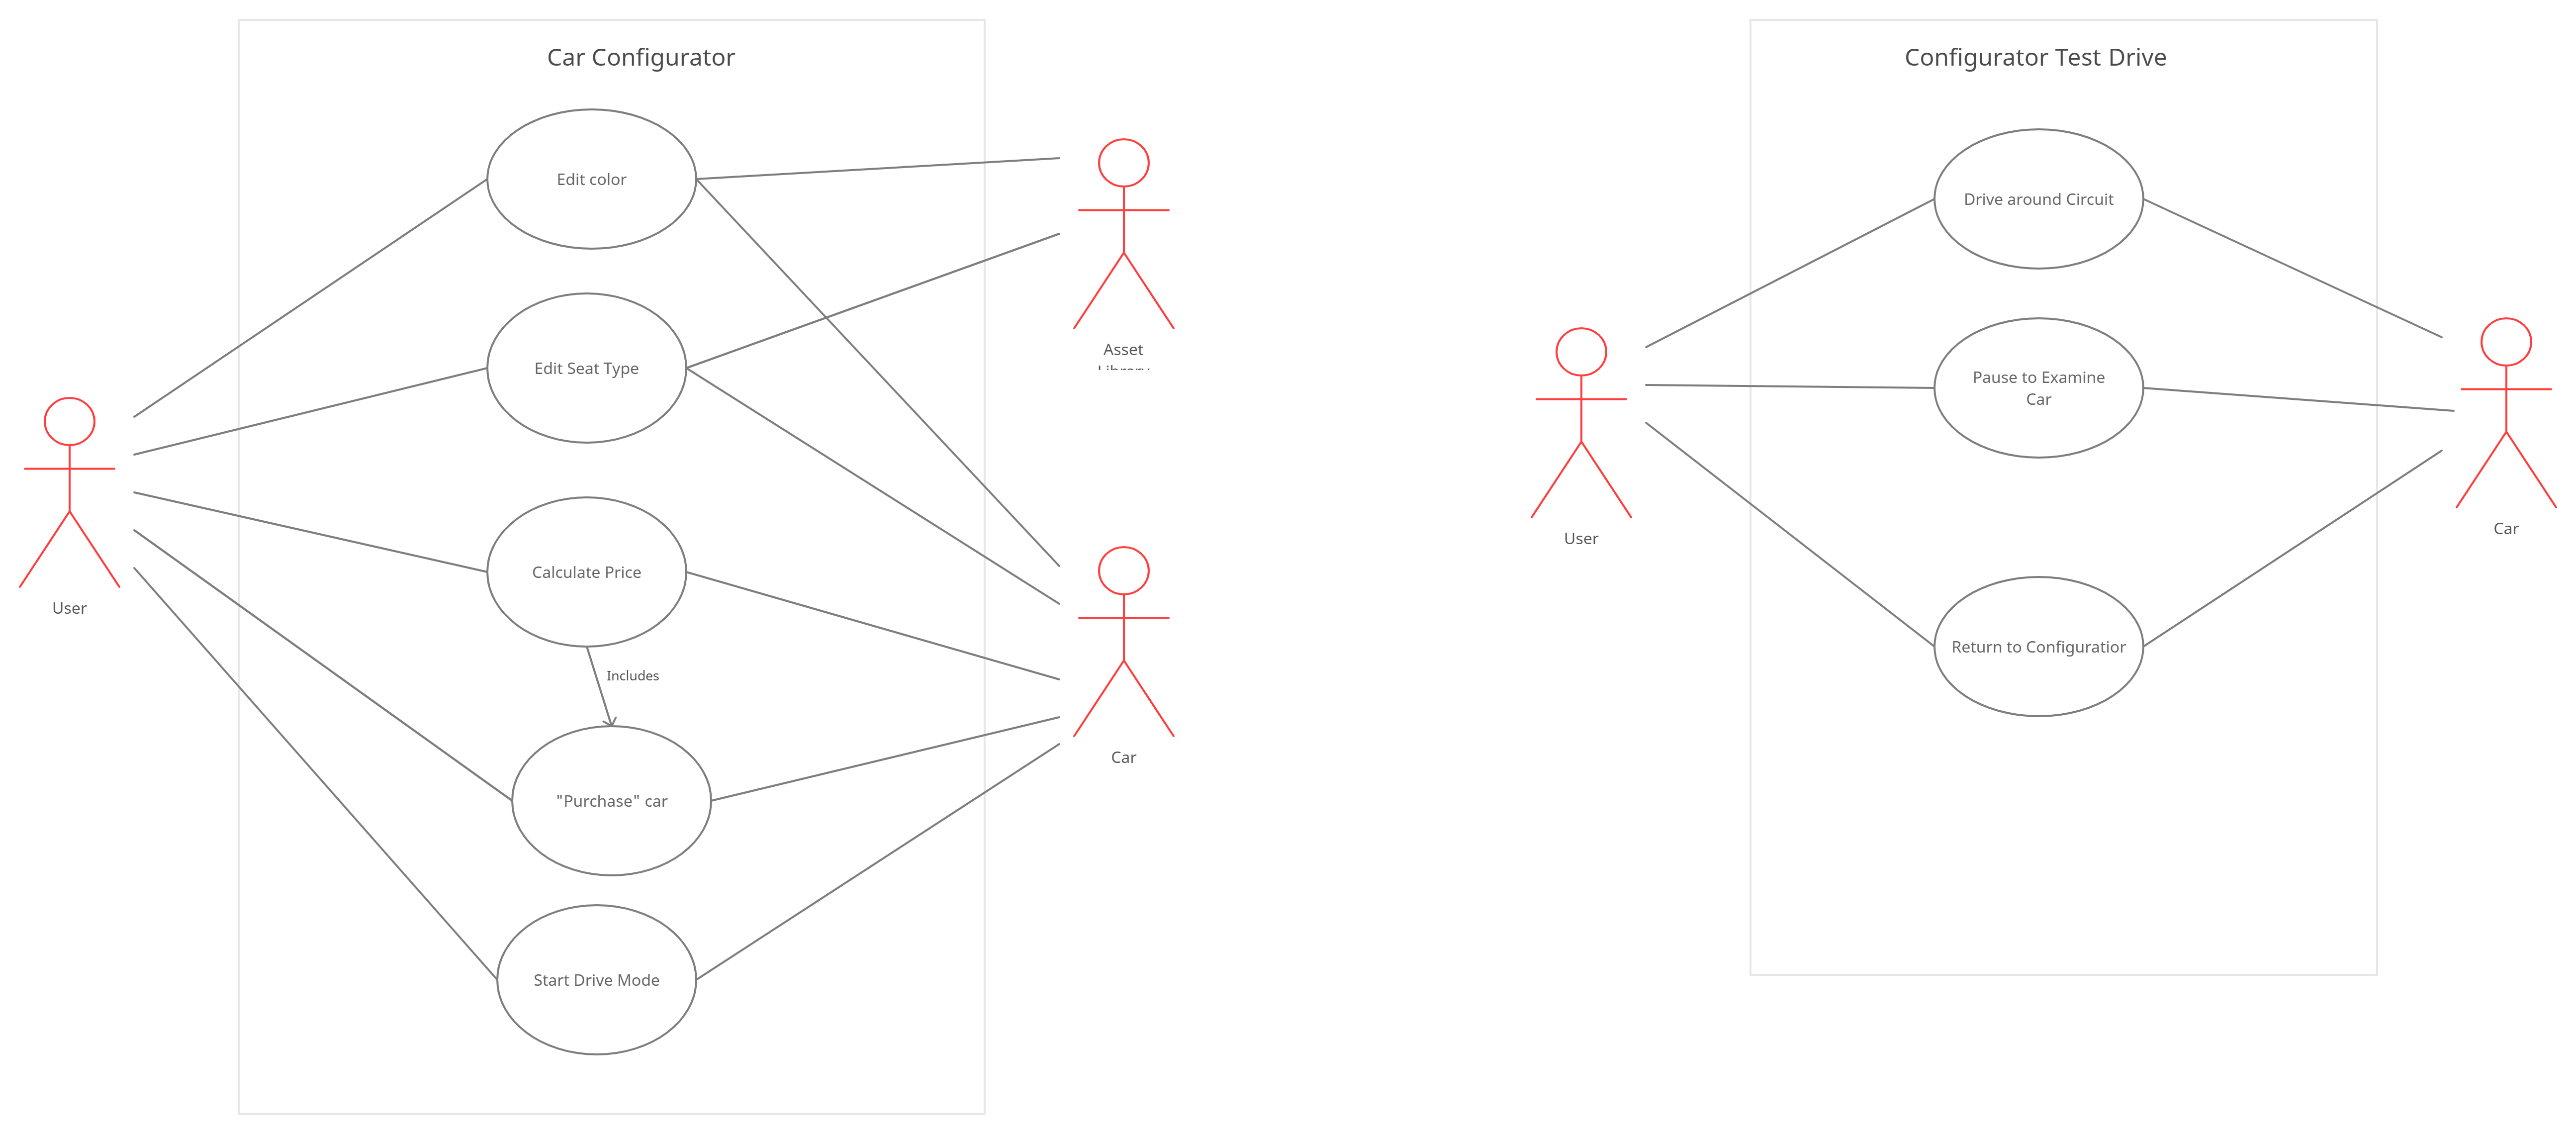 Car Configurator
Edit color
Edit Seat Type
Calculate Price
Includes
"Purchase" car
Start Drive Mode
User
Asset
Car
Configurator Test Drive
Drive around Circuit
Pause to Examine
Car
Return to Configuratior
User
Car